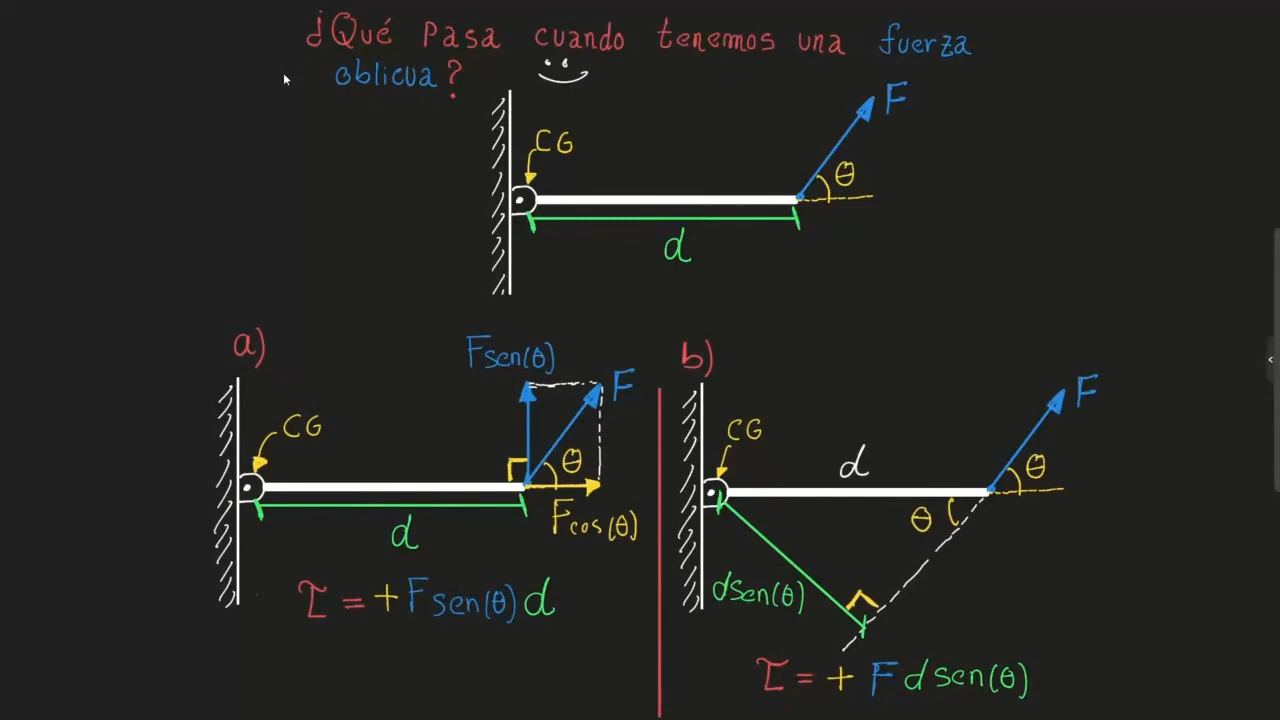 ¿Qué pasa cuando tenemos una fuerza
oblicua?
F
CG
θ
d
a)
Fsen(θ)
F
CG
θ
d
Fcos(θ)
τ = + Fsen(θ) d
b)
F
CG
d
θ
θ
dsen(θ)
τ = + F d sen(θ)